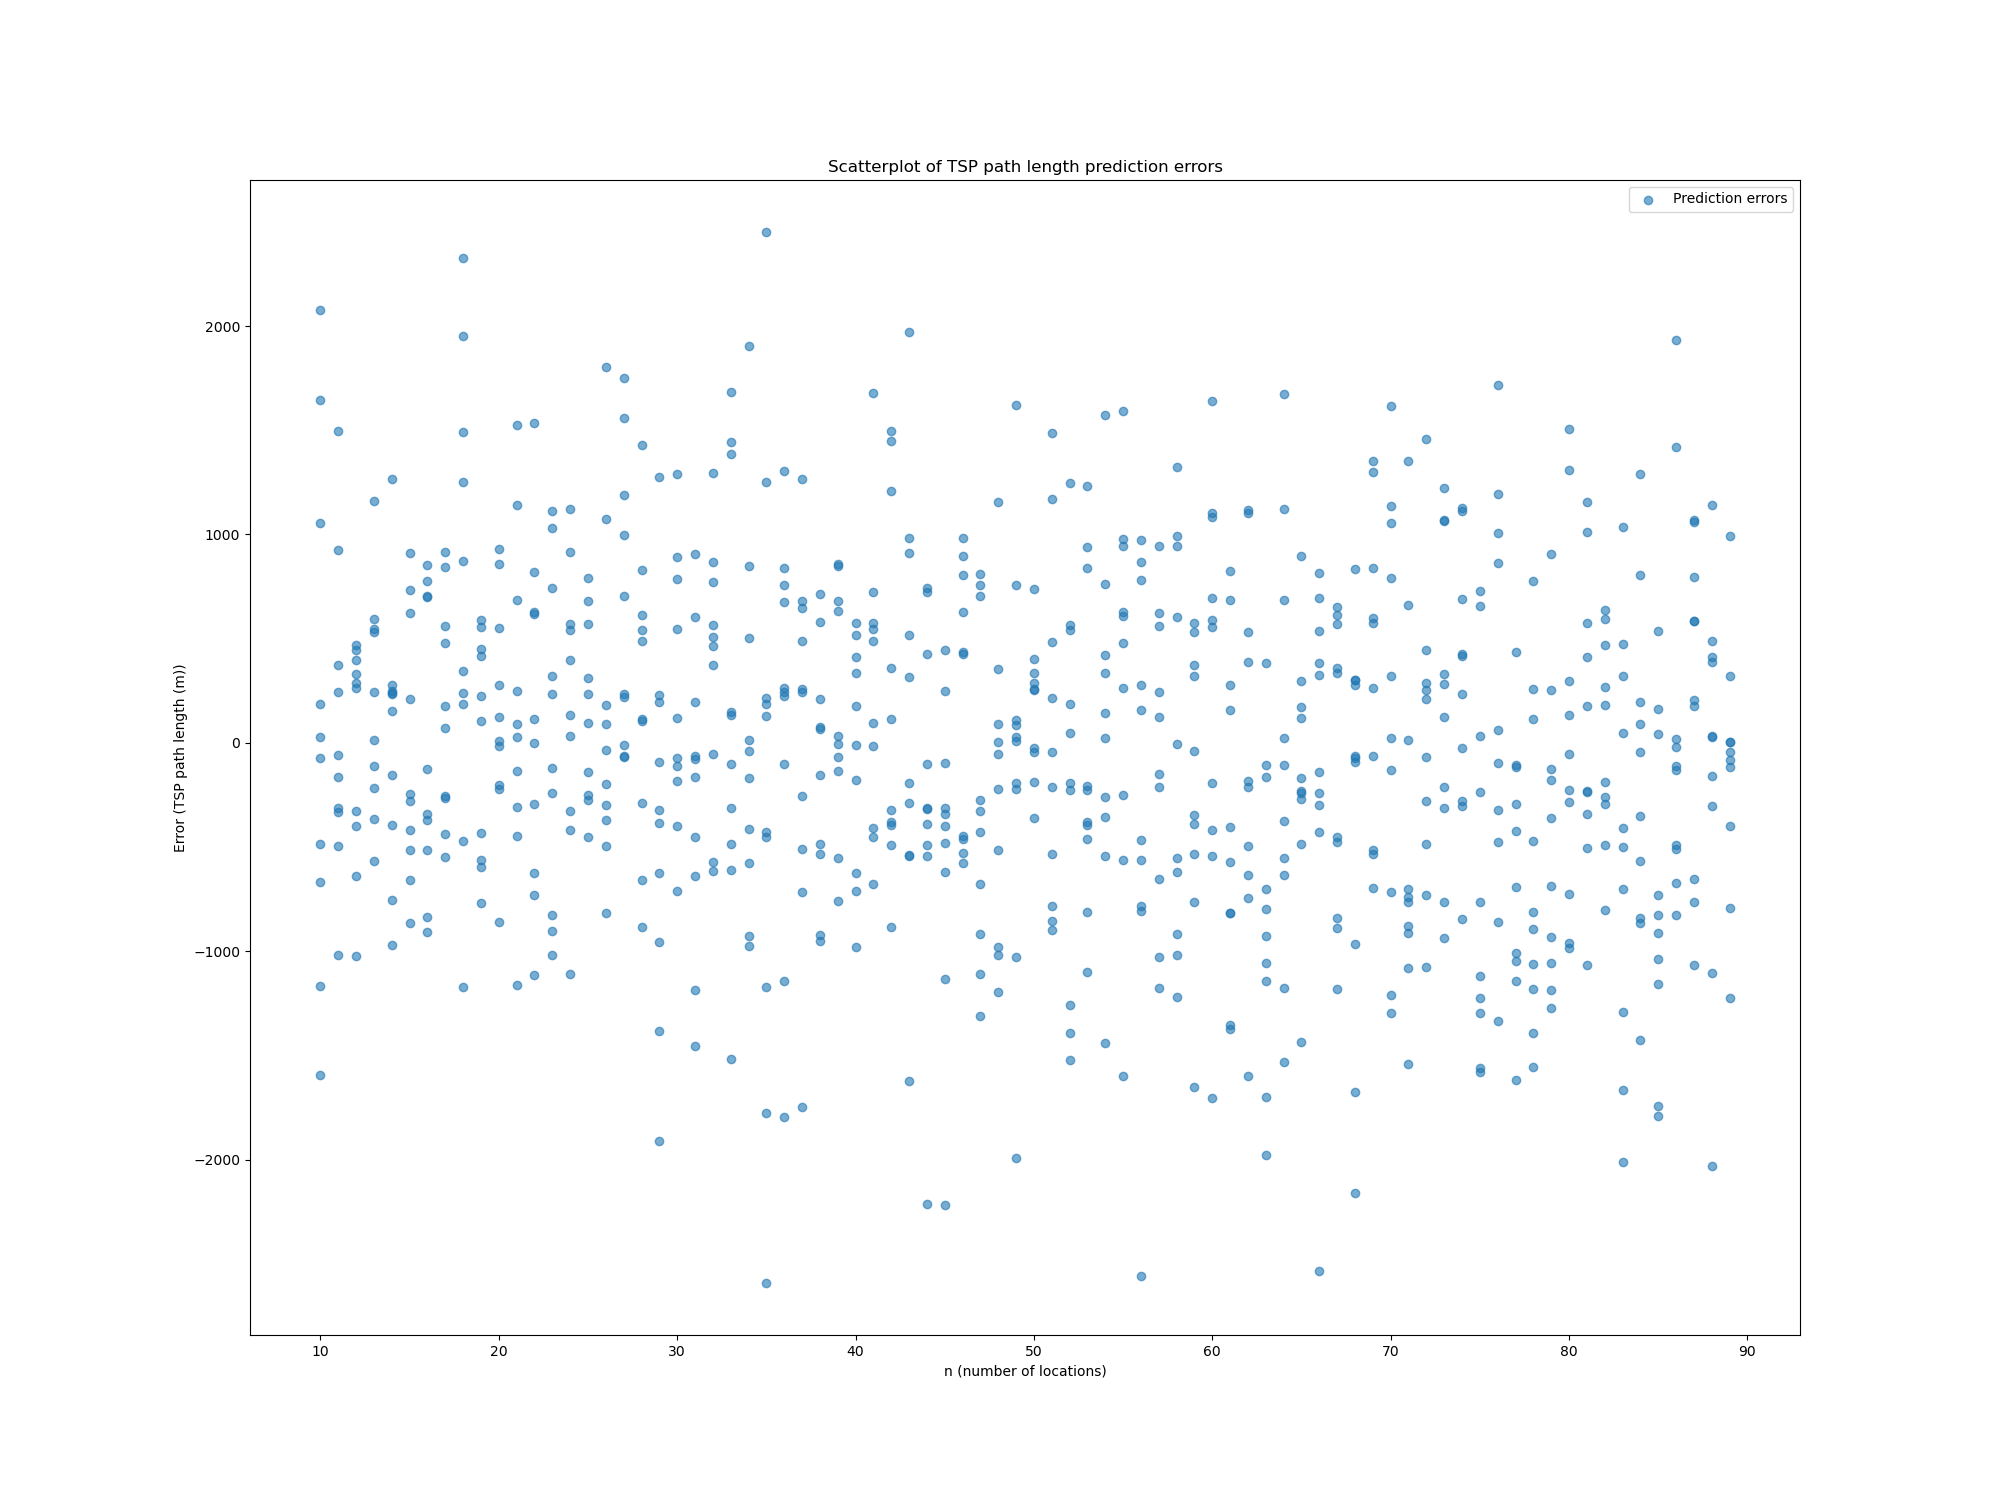 Scatterplot of TSP path length prediction errors
Prediction errors
2000
1000
0
−1000
−2000
Error (TSP path length (m))
10 20 30 40 50 60 70 80 90
n (number of locations)